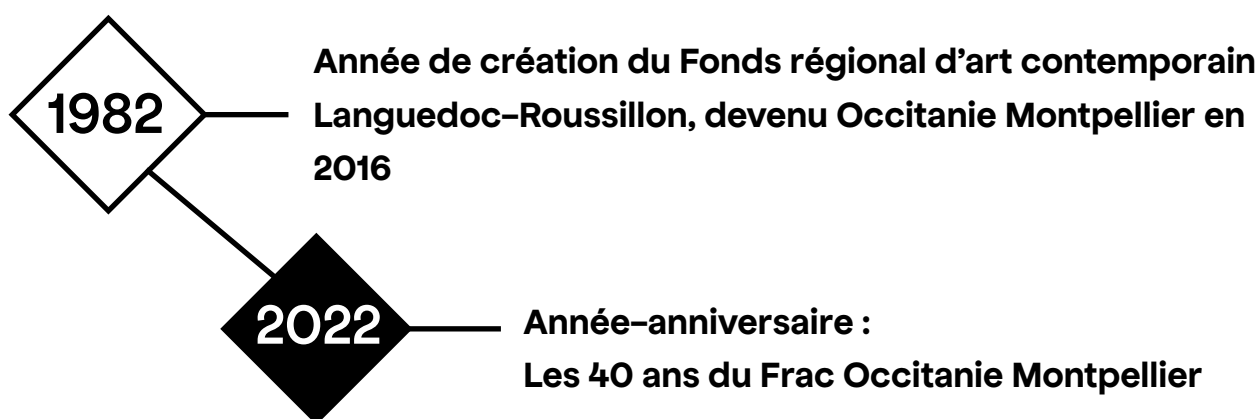 1982
Année de création du Fonds régional d’art contemporain
Languedoc–Roussillon, devenu Occitanie Montpellier en
2016
2022
Année–anniversaire :
Les 40 ans du Frac Occitanie Montpellier